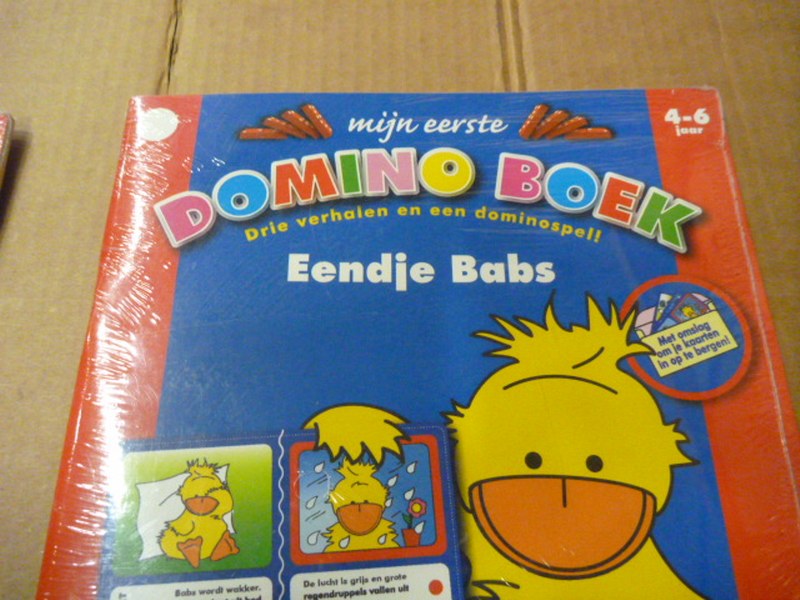 mijn eerste
4-6
jaar
DOMINO BOEK
Drie verhalen en een dominospel!
Eendje Babs
Met omslag
om je kaarten
in op te bergen!
Babs wordt wakker.
De lucht is grijs en grote
regendruppels vallen uit